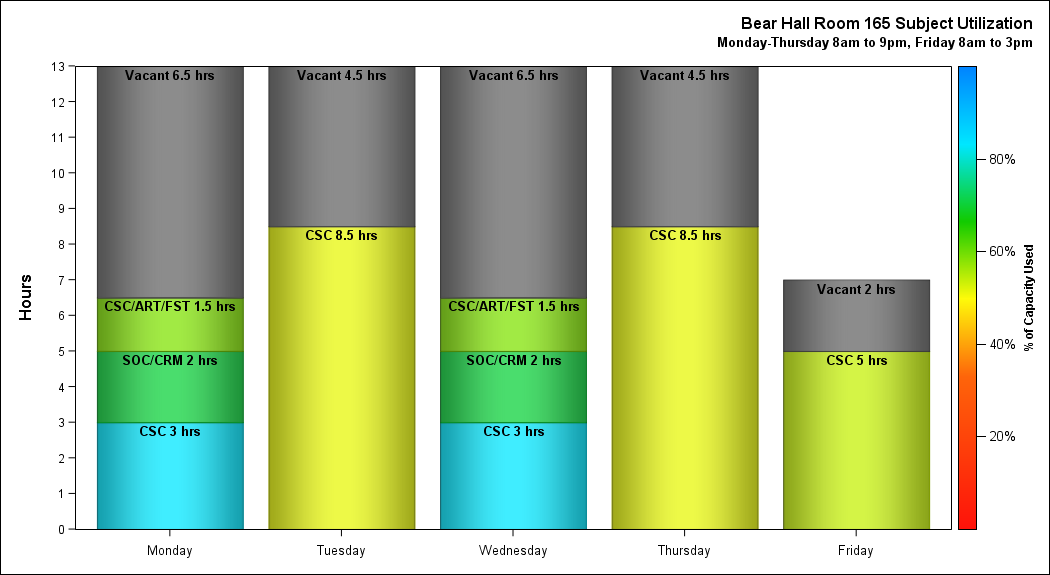 Bear Hall Room 165 Subject Utilization
Monday-Thursday 8am to 9pm, Friday 8am to 3pm
Hours
13
12
11
10
9
8
7
6
5
4
3
2
1
0
Vacant 6.5 hrs
CSC/ART/FST 1.5 hrs
SOC/CRM 2 hrs
CSC 3 hrs
Vacant 4.5 hrs
CSC 8.5 hrs
Vacant 6.5 hrs
CSC/ART/FST 1.5 hrs
SOC/CRM 2 hrs
CSC 3 hrs
Vacant 4.5 hrs
CSC 8.5 hrs
Vacant 2 hrs
CSC 5 hrs
Monday
Tuesday
Wednesday
Thursday
Friday
80%
60%
40%
20%
% of Capacity Used